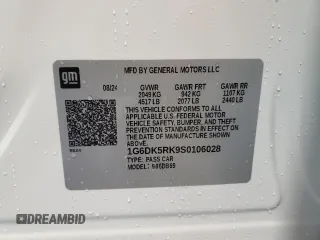 gm
MFD BY GENERAL MOTORS LLC
08/24 GVWR GAWR FRT GAWR RR
2049 KG 942 KG 1107 KG
4517 LB 2077 LB 2440 LB
THIS VEHICLE CONFORMS TO ALL
APPLICABLE U.S. FEDERAL MOTOR
VEHICLE SAFETY, BUMPER, AND THEFT
PREVENTION STANDARDS IN EFFECT ON
THE DATE OF MANUFACTURE SHOWN
ABOVE.
1G6DK5RK9S0106028
TYPE: PASS CAR
MODEL:
DREAMBID